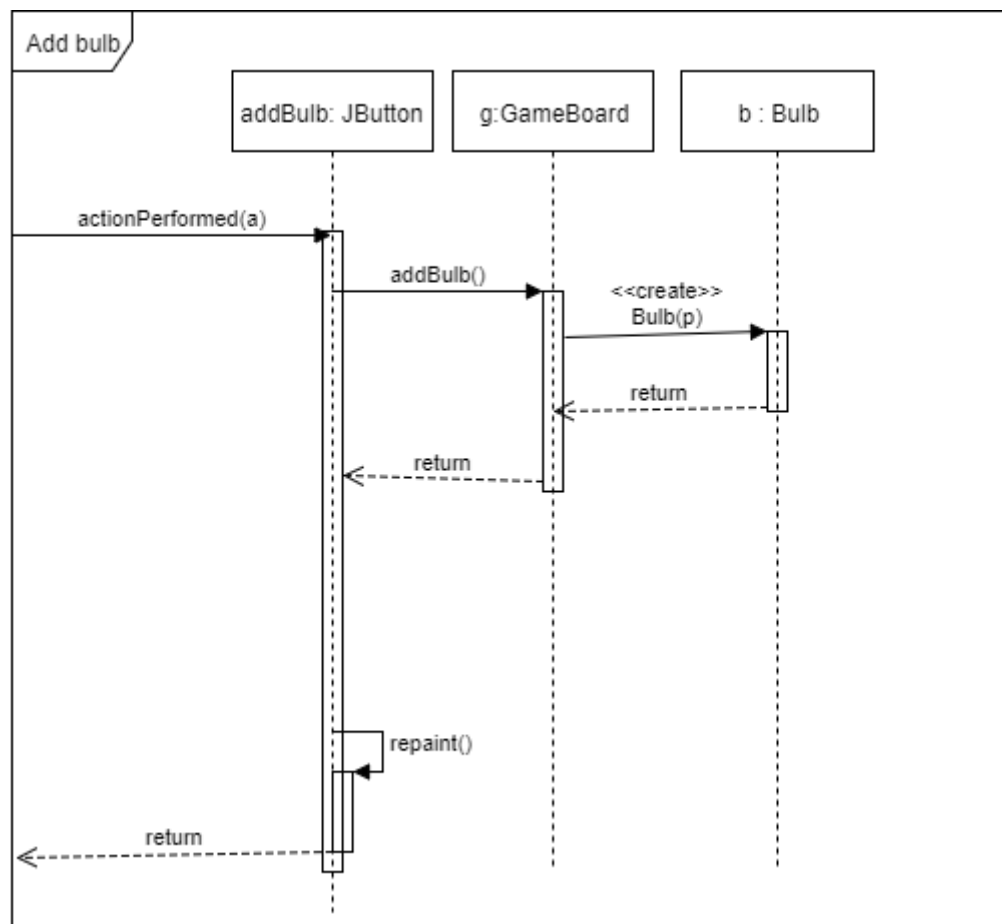 Add bulb
addBulb: JButton
g:GameBoard
b : Bulb
actionPerformed(a)
addBulb()
<<create>>
Bulb(p)
return
return
repaint()
return